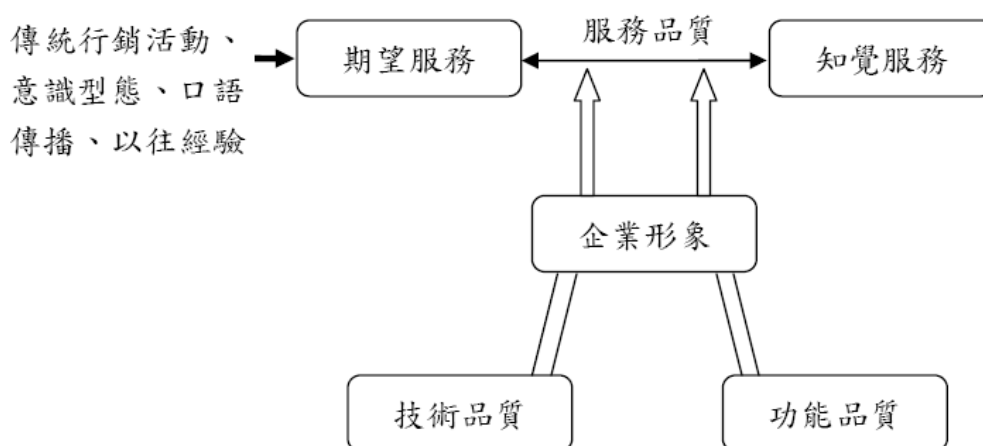 傳統行銷活動、
意識型態、口語
傳播、以往經驗
期望服務
服務品質
知覺服務
企業形象
技術品質
功能品質